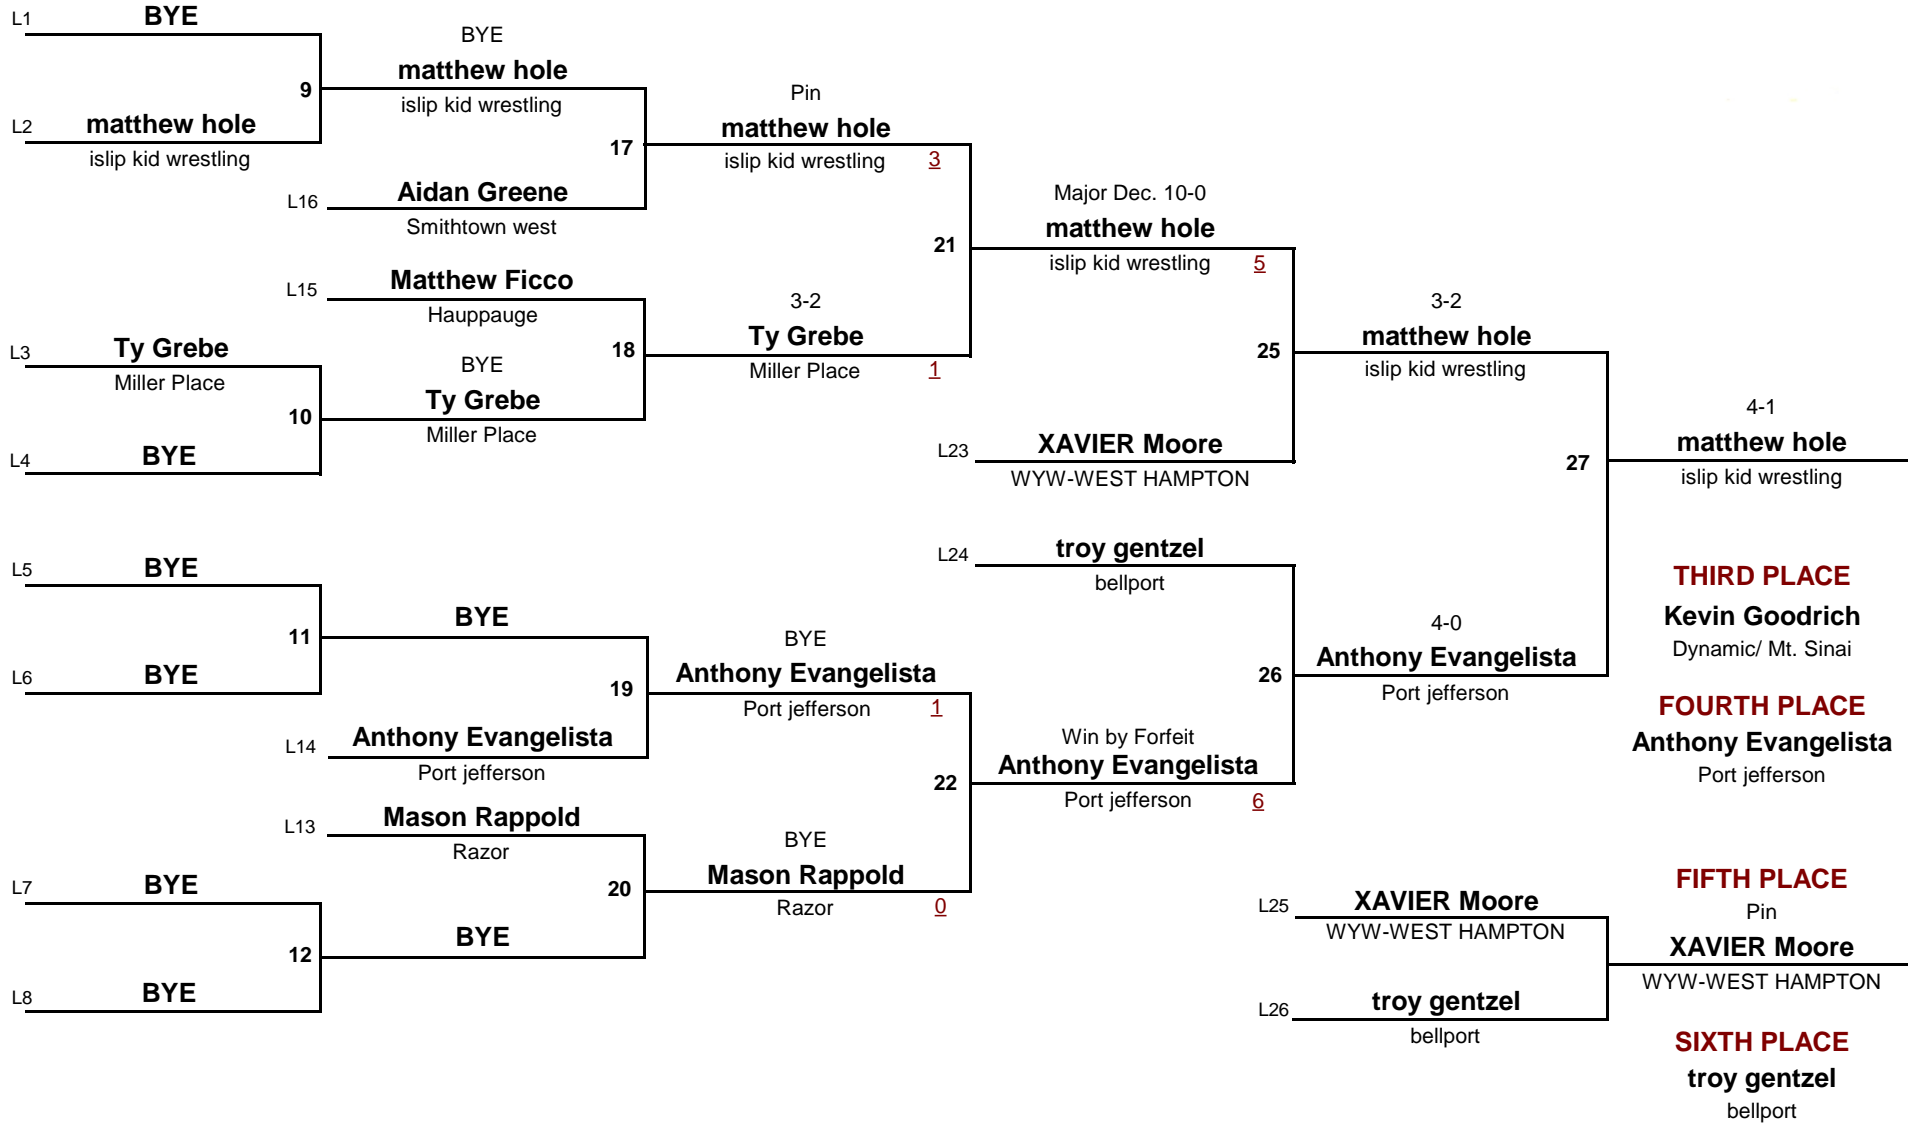 L1
BYE
BYE
matthew hole
9
islip kid wrestling
Pin
L2
matthew hole
islip kid wrestling
17
matthew hole
islip kid wrestling
3
L16
Aidan Greene
Smithtown west
Major Dec. 10-0
matthew hole
21
islip kid wrestling
5
L15
Matthew Ficco
Hauppauge
3-2
Ty Grebe
18
Miller Place
1
L3
Ty Grebe
Miller Place
BYE
Ty Grebe
10
Miller Place
L4
BYE
3-2
matthew hole
25
islip kid wrestling
L23
XAVIER Moore
WYW-WEST HAMPTON
4-1
matthew hole
27
islip kid wrestling
L5
BYE
BYE
11
L6
BYE
L24
troy gentzel
bellport
BYE
Anthony Evangelista
19
Port jefferson
1
L14
Anthony Evangelista
Port jefferson
4-0
Anthony Evangelista
26
Port jefferson
Win by Forfeit
Anthony Evangelista
22
Port jefferson
6
L13
Mason Rappold
Razor
BYE
Mason Rappold
20
Razor
0
L7
BYE
BYE
12
L8
BYE
THIRD PLACE
Kevin Goodrich
Dynamic/ Mt. Sinai
FOURTH PLACE
Anthony Evangelista
Port jefferson
L25
XAVIER Moore
WYW-WEST HAMPTON
FIFTH PLACE
Pin
XAVIER Moore
WYW-WEST HAMPTON
L26
troy gentzel
bellport
SIXTH PLACE
troy gentzel
bellport